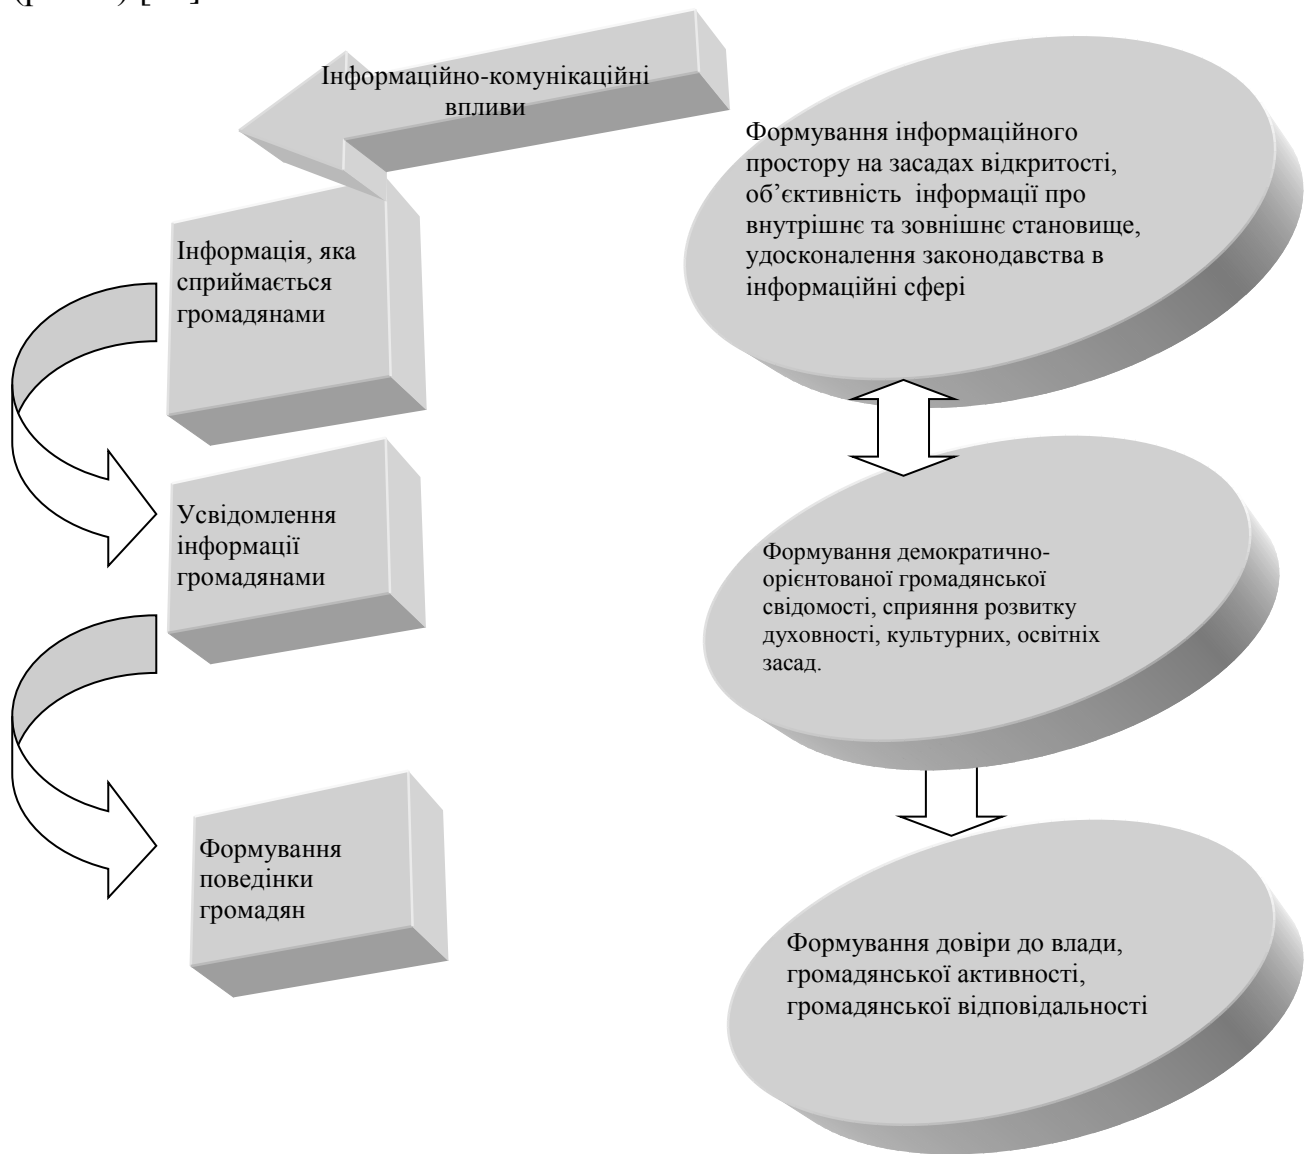 Інформаційно-комунікаційні
впливи
Формування інформаційного
простору на засадах відкритості,
об’єктивність інформації про
внутрішнє та зовнішнє становище,
удосконалення законодавства в
інформаційні сфері
Інформація, яка
сприймається
громадянами
Усвідомлення
інформації
громадянами
Формування демократично-
орієнтованої громадянської
свідомості, сприяння розвитку
духовності, культурних, освітніх
засад.
Формування
поведінки
громадян
Формування довіри до влади,
громадянської активності,
громадянської відповідальності